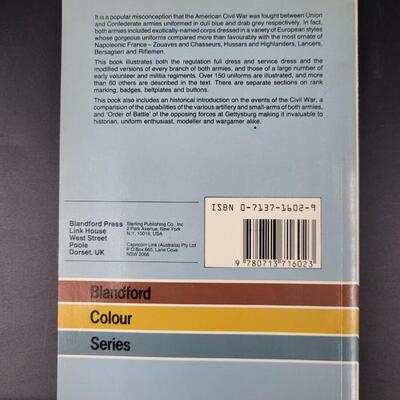 It is a popular misconception that the American Civil War was fought between Union
and Confederate armies uniformed in dull blue and drab grey respectively. In fact,
both armies included exotically-named corps dressed in a variety of European styles
whose gorgeous uniforms compared more than favourably with the most ornate of
Napoleonic France – Zouaves and Chasseurs, Hussars and Highlanders, Lancers,
Bersaglieri and Riflemen.
This book illustrates both the regulation full dress and service dress and the
modified versions of every branch of both armies, and those of a large number of
early volunteer and militia regiments. Over 150 uniforms are illustrated, and more
than 60 others are described in the text. There are separate sections on rank
marking, badges, beltplates and buttons.
This book also includes an historical introduction on the events of the Civil War, a
comparision of the capabilities of the various artillery and small-arms of both armies,
and 'Order of Battle' of the opposing forces at Gettysburg making it invaluable to
historian, uniform enthusiast, modeller and wargamer alike.
ISBN 0-7137-1602-9
9 780713 716023
Blandford Press
Link House
West Street
Poole
Dorset, UK
Sterling Publishing Co., Inc
2 Park Avenue, New York
N.Y. 10016, USA
Capricorn Link (Australia) Pty Ltd
P.O Box 665, Lane Cove
NSW 2066
Blandford
Colour
Series